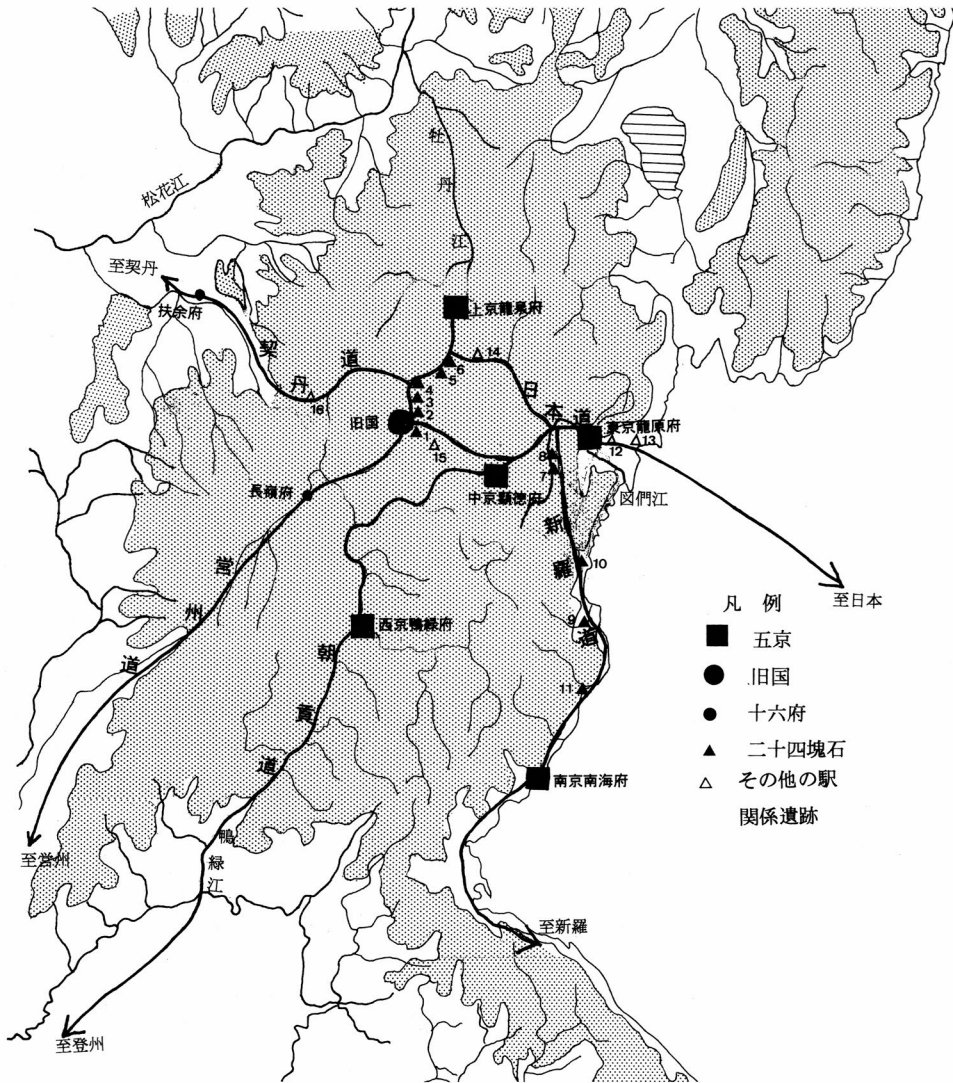 牡丹江
松花江
至契丹
扶余府
上京龍泉府
契丹道
14
6
5
4
3
2
16
旧国
1
15
日本道
東京龍原府
12
13
8
7
中京顕徳府
図們江
長嶺府
新羅道
10
9
11
至日本
営州道
西京鴨緑府
朝貢道
南京南海府
鴨緑江
至営州
至新羅
至登州
凡例
五京
旧国
十六府
二十四塊石
その他の駅
関係遺跡